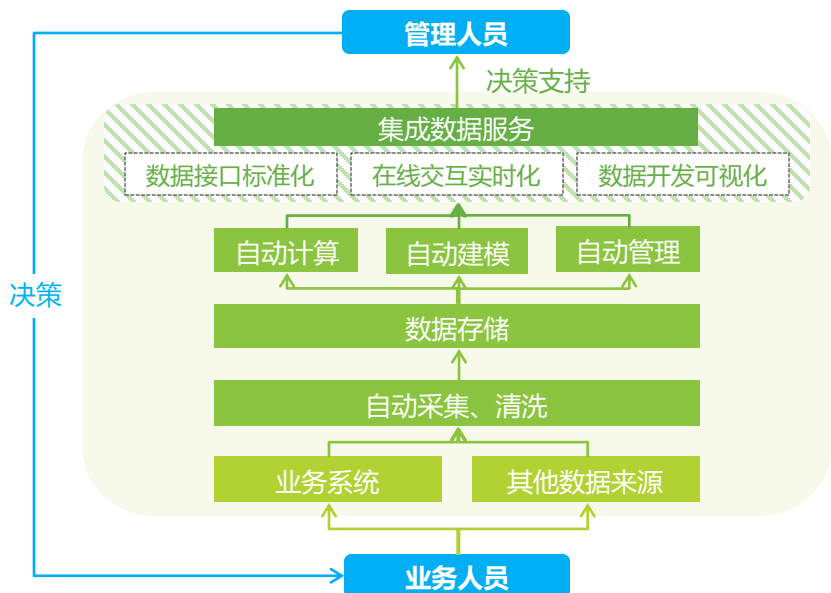 管理人员
决策支持
集成数据服务
数据接口标准化
在线交互实时化
数据开发可视化
自动计算
自动建模
自动管理
决策
数据存储
自动采集、清洗
业务系统
其他数据来源
业务人员